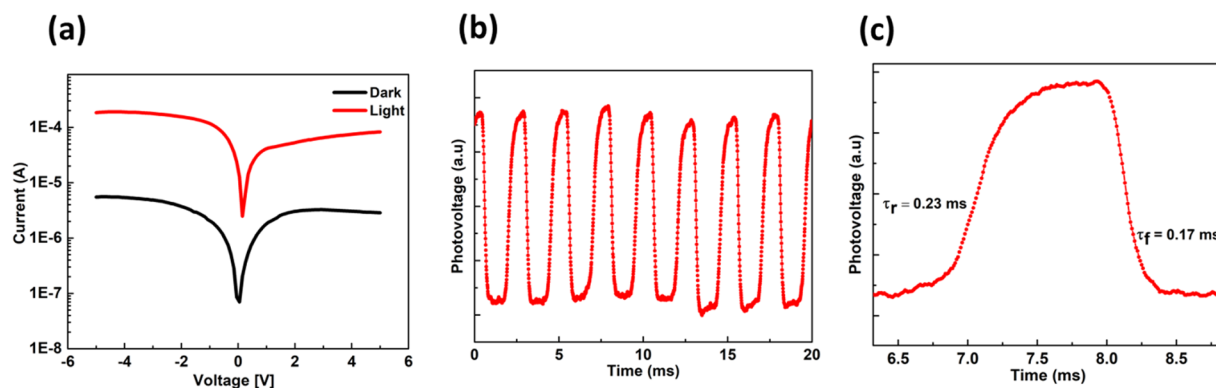 (a)
(b)
(c)
Dark
Light
1E-4
1E-5
1E-6
1E-7
1E-8
Current (A)
-6
-4
-2
0
2
4
6
Voltage [V]
Photovoltage (a.u)
0
5
10
15
20
Time (ms)
Photovoltage (a.u)
τr = 0.23 ms
τf = 0.17 ms
6.5
7.0
7.5
8.0
8.5
Time (ms)